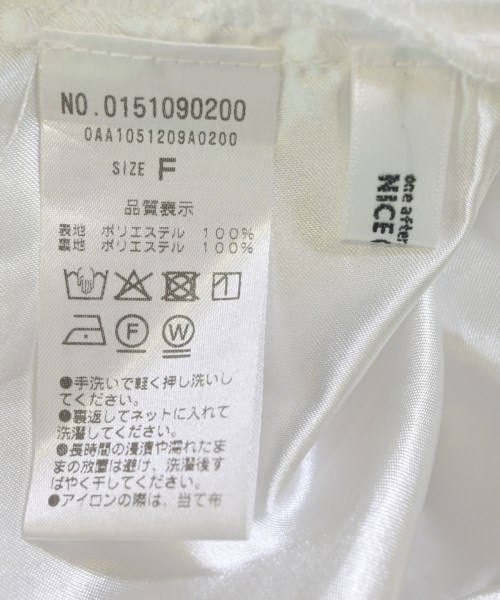 NO.0151090200
0AA1051209A0200
SIZE F
品質表示
表地 ポリエステル 100%
裏地 ポリエステル 100%
F W
●手洗いで軽く押し洗いし
てください。
●裏返してネットに入れて
洗濯してください。
●長時間の浸漬や濡れたま
まの放置は避け、洗濯後す
ばやく干してください。
●アイロンの際は、当て布
one after
NICE